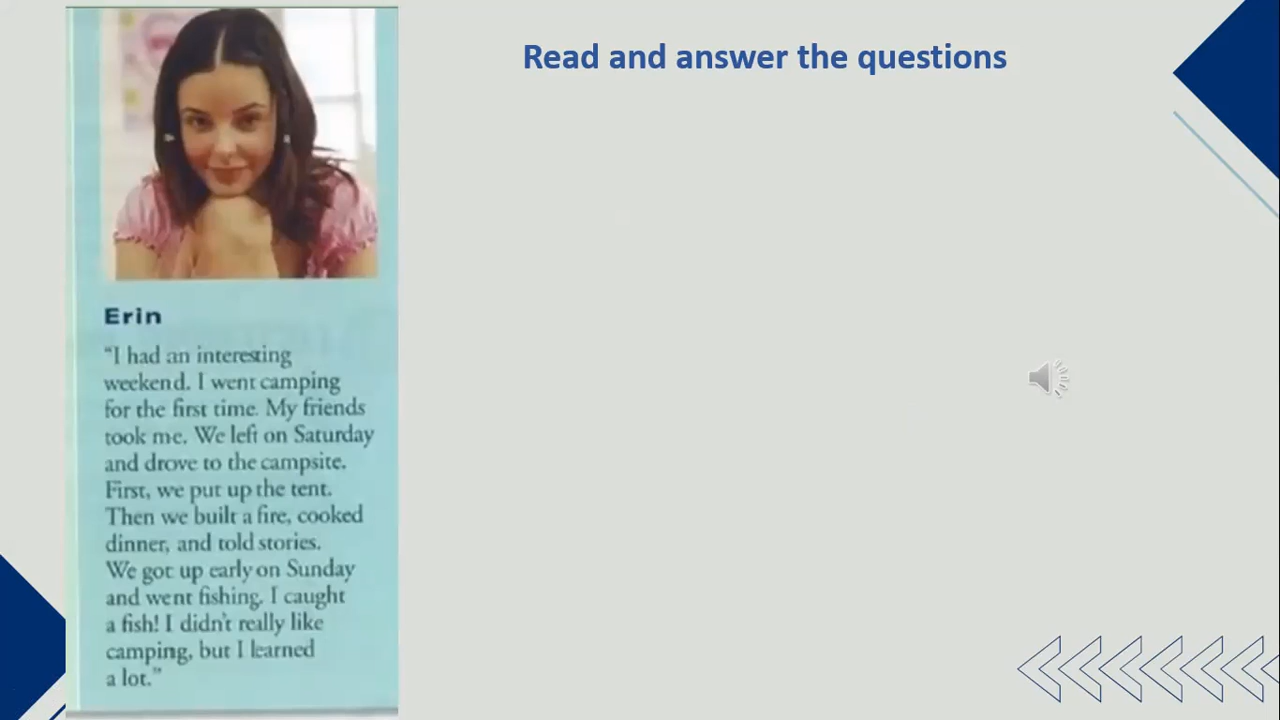 Read and answer the questions
Erin
"I had an interesting
weekend. I went camping
for the first time. My friends
took me. We left on Saturday
and drove to the campsite.
First, we put up the tent.
Then we built a fire, cooked
dinner, and told stories.
We got up early on Sunday
and went fishing. I caught
a fish! I didn't really like
camping, but I learned
a lot."